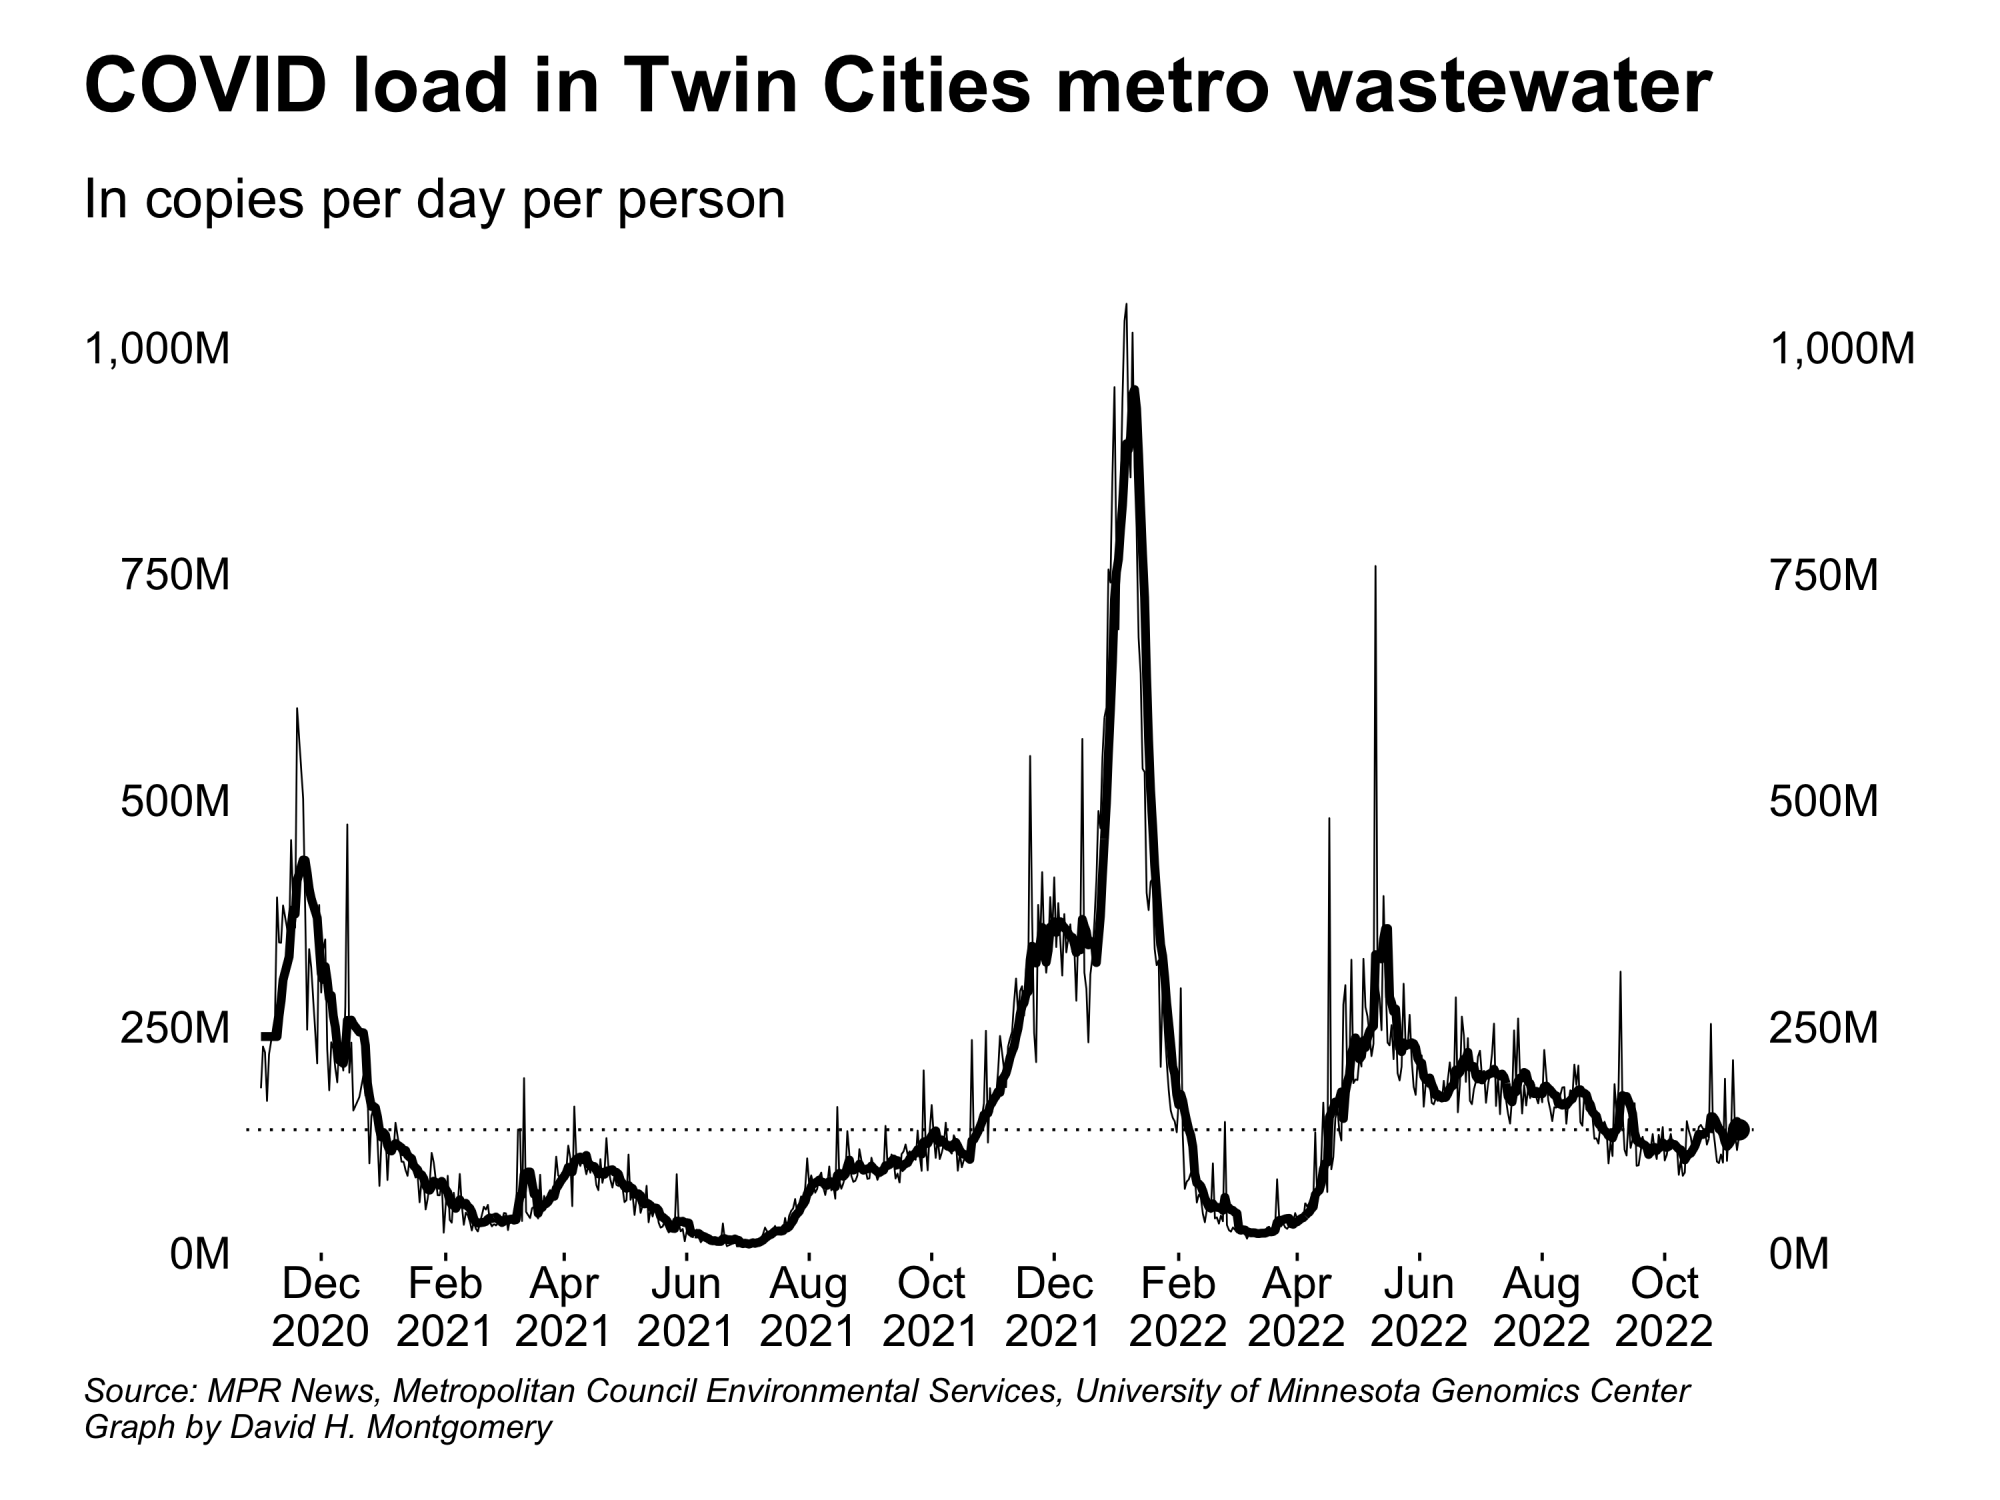 COVID load in Twin Cities metro wastewater
In copies per day per person
1,000M 1,000M
750M 750M
500M 500M
250M 250M
0M 0M
Dec Feb Apr Jun Aug Oct Dec Feb Apr Jun Aug Oct
2020 2021 2021 2021 2021 2021 2021 2022 2022 2022 2022 2022
Source: MPR News, Metropolitan Council Environmental Services, University of Minnesota Genomics Center
Graph by David H. Montgomery